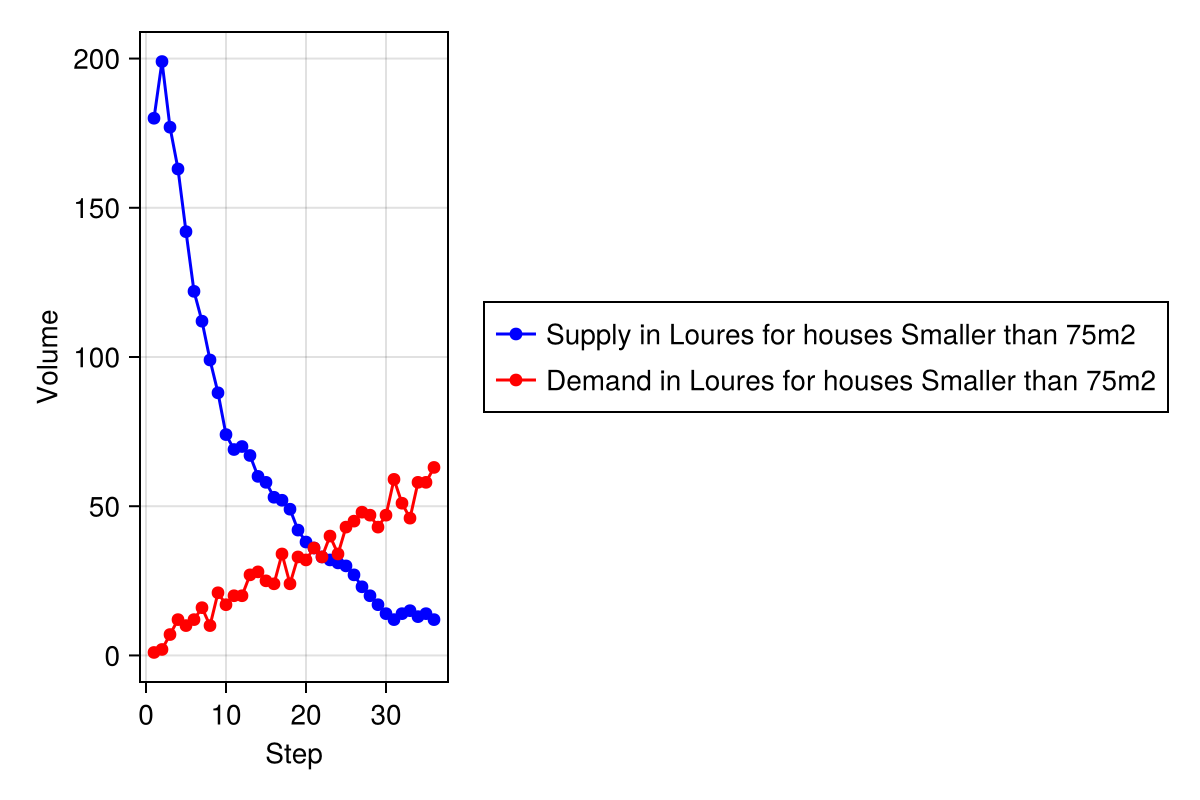 200
150
100
50
0
Volume
0 10 20 30
Step
Supply in Loures for houses Smaller than 75m2
Demand in Loures for houses Smaller than 75m2